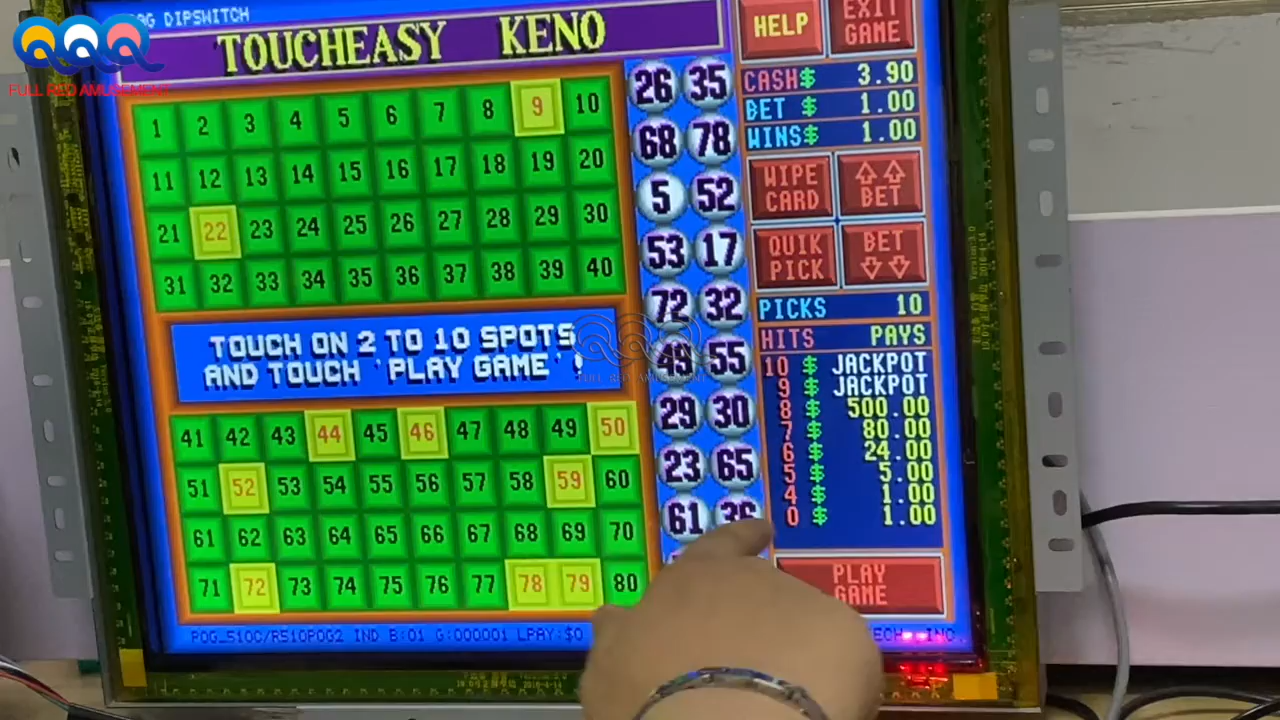 DIPSWITCH
QQQ
FULL RED AMUSEMENT
TOUCHEASY KENO
1 2 3 4 5 6 7 8 9 10
11 12 13 14 15 16 17 18 19 20
21 22 23 24 25 26 27 28 29 30
31 32 33 34 35 36 37 38 39 40
TOUCH ON 2 TO 10 SPOTS
AND TOUCH 'PLAY GAME' !
41 42 43 44 45 46 47 48 49 50
51 52 53 54 55 56 57 58 59 60
61 62 63 64 65 66 67 68 69 70
71 72 73 74 75 76 77 78 79 80
POG_510C/R510POG2 IND B:01 G:000001 LPAY:$0
26 35
68 78
5 52
53 17
72 32
49 55
29 30
23 65
61 36
HELP
EXIT
GAME
CASH$ 3.90
BET $ 1.00
WINS$ 1.00
WIPE
CARD
BET
QUIK
PICK
BET
PICKS 10
HITS PAYS
10 $ JACKPOT
9 $ JACKPOT
8 $ 500.00
7 $ 80.00
6 $ 24.00
5 $ 5.00
4 $ 1.00
0 $ 1.00
PLAY
GAME
INC.